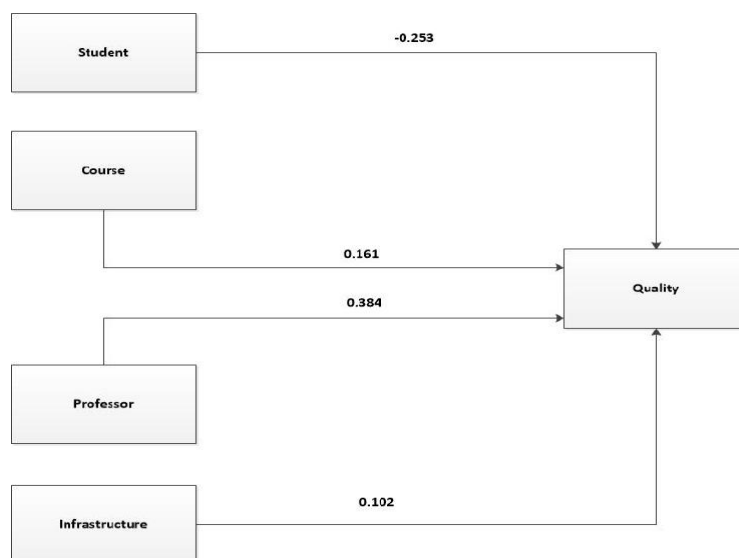 Student
-0.253
Course
0.161
Quality
0.384
Professor
Infrastructure
0.102